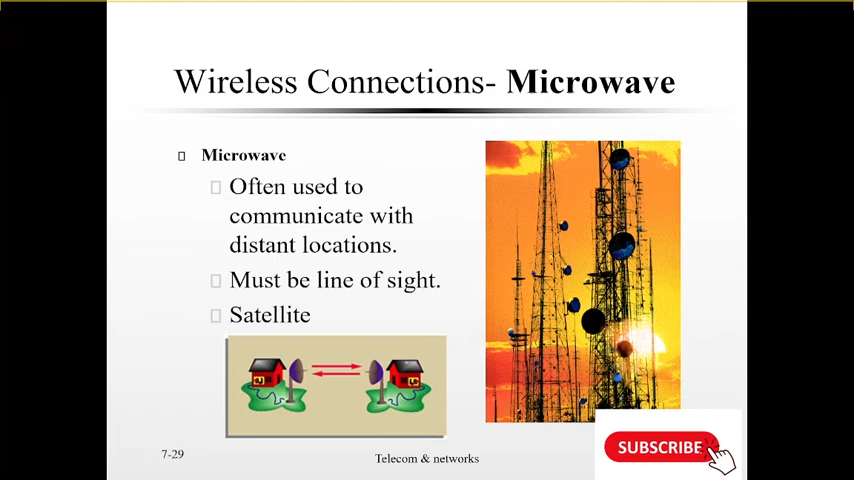 Wireless Connections- Microwave
Microwave
Often used to
communicate with
distant locations.
Must be line of sight.
Satellite
7-29
Telecom & networks
SUBSCRIBE